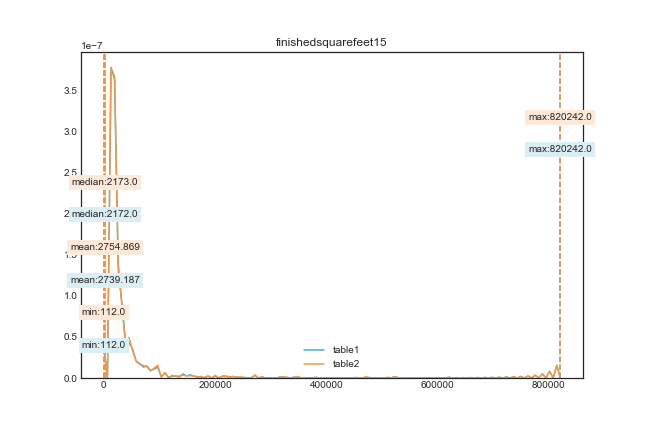 finishedsquarefeet15
1e−7
3.5
max:820242.0
3.0
max:820242.0
2.5
median:2173.0
median:2172.0
mean:2754.869
1.5
mean:2739.187
1.0
min:112.0
0.5
min:112.0
table1
table2
0.0
0
200000
400000
600000
800000